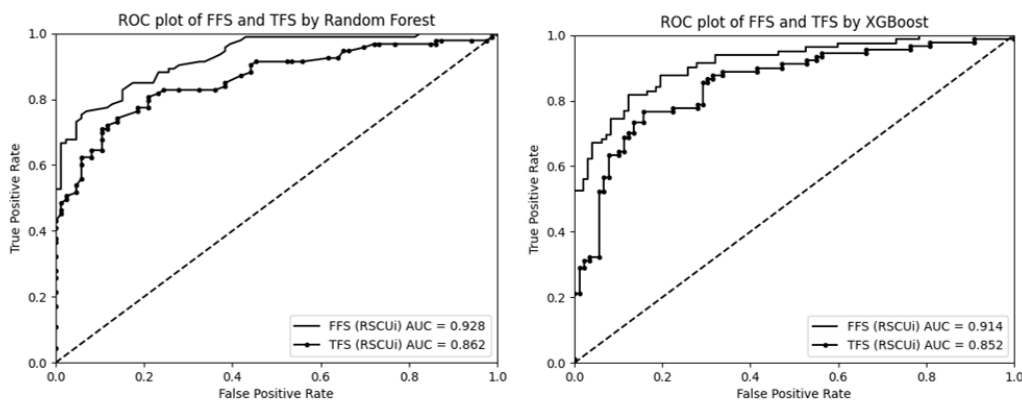 ROC plot of FFS and TFS by Random Forest
True Positive Rate
1.0
0.8
0.6
0.4
0.2
0.0
FFS (RSCUi) AUC = 0.928
TFS (RSCUi) AUC = 0.862
0.0 0.2 0.4 0.6 0.8 1.0
False Positive Rate
ROC plot of FFS and TFS by XGBoost
True Positive Rate
1.0
0.8
0.6
0.4
0.2
0.0
FFS (RSCUi) AUC = 0.914
TFS (RSCUi) AUC = 0.852
0.0 0.2 0.4 0.6 0.8 1.0
False Positive Rate